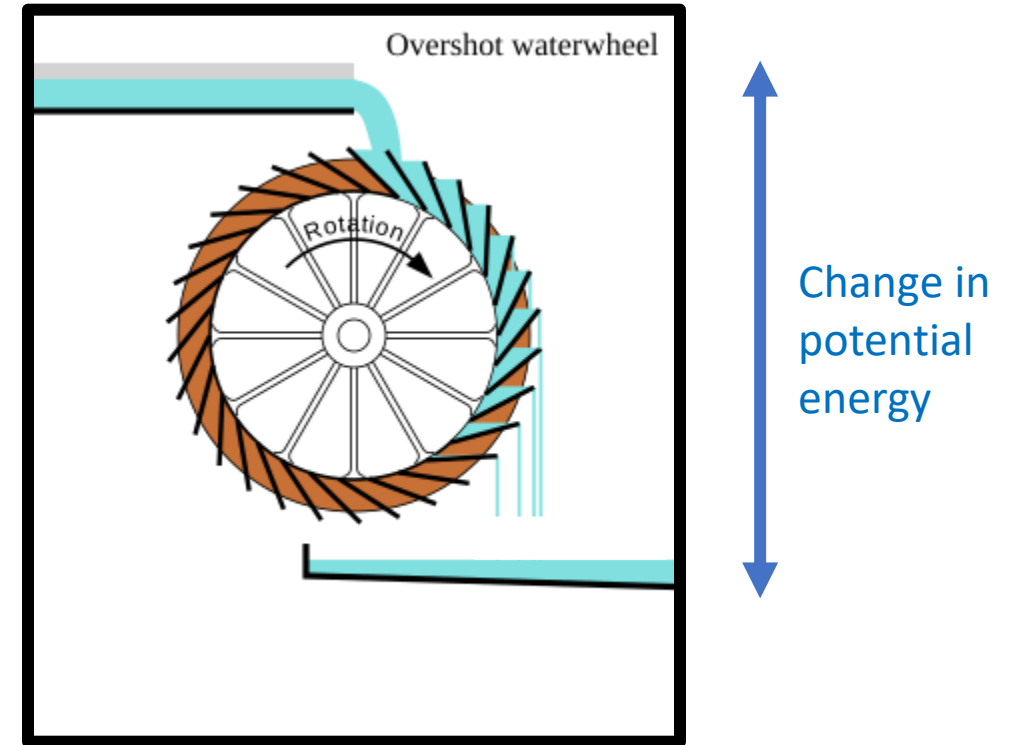 Overshot waterwheel
Rotation
Change in
potential
energy